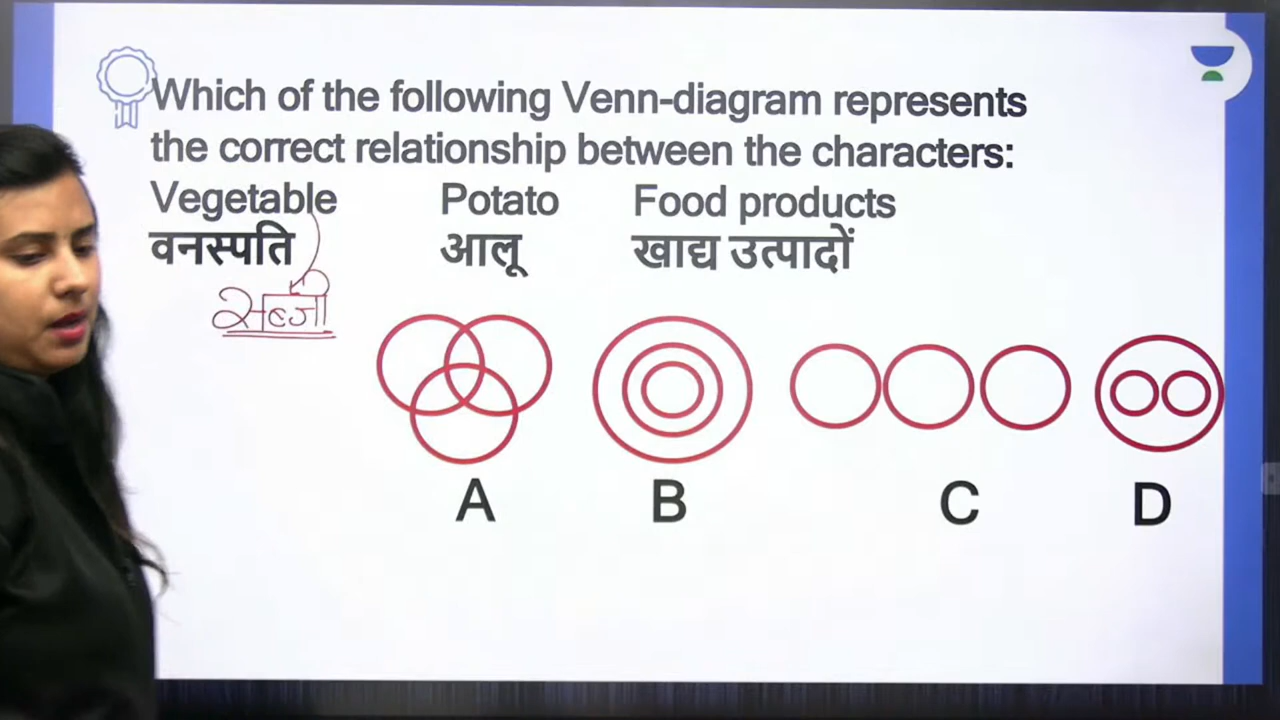 Which of the following Venn-diagram represents
the correct relationship between the characters:
Vegetable Potato Food products
वनस्पति आलू खाद्य उत्पादों
सब्जी
A B C D